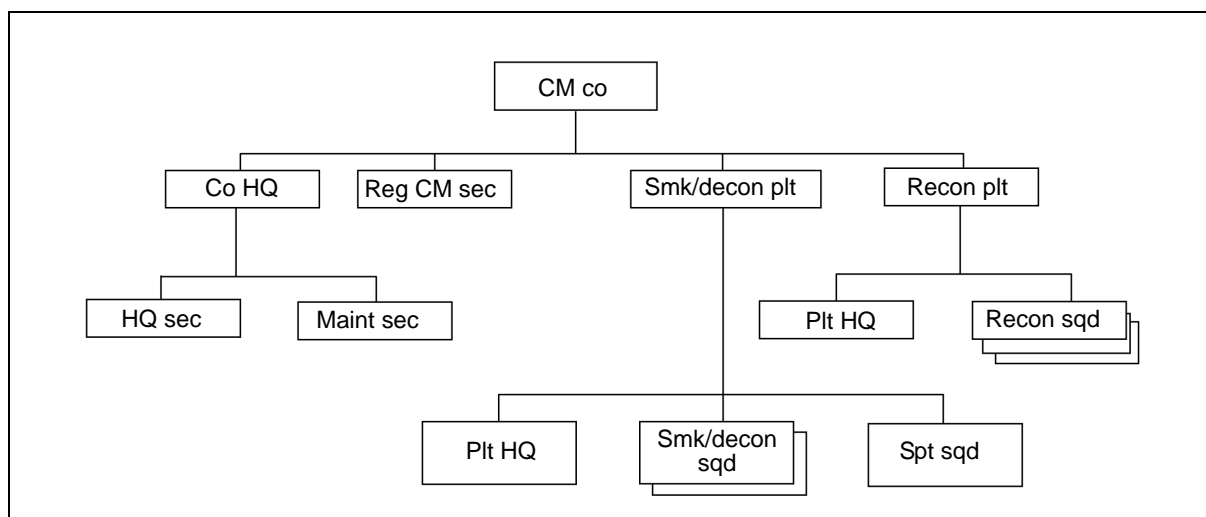 CM co
Co HQ
Reg CM sec
Smk/decon plt
Recon plt
HQ sec
Maint sec
Plt HQ
Recon sqd
Plt HQ
Smk/decon
sqd
Spt sqd